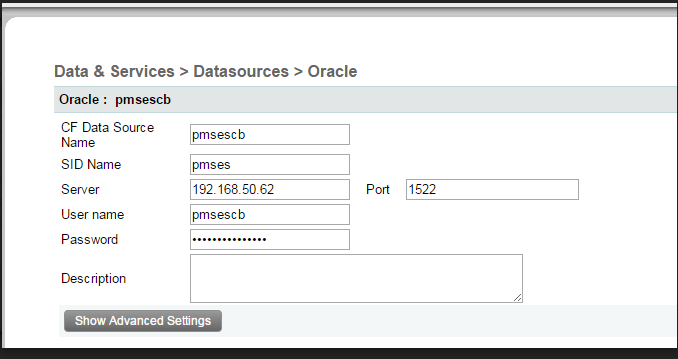 Data & Services > Datasources > Oracle
Oracle : pmsescb
CF Data Source
Name
pmsescb
SID Name pmses
Server 192.168.50.62 Port 1522
User name pmsescb
Password •••••••••••••••
Description
Show Advanced Settings